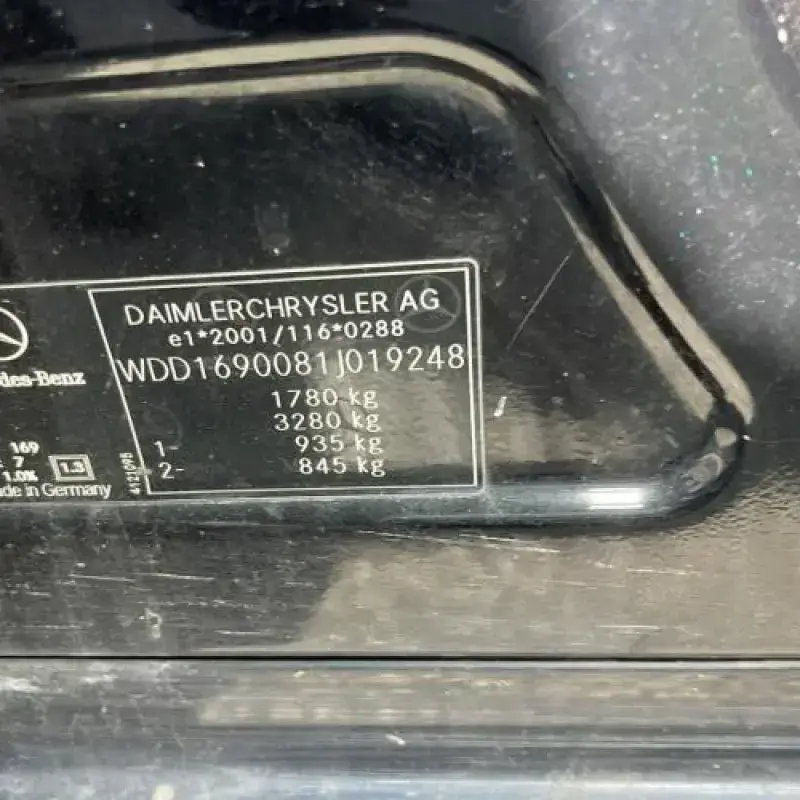 DAIMLERCHRYSLER AG
e1*2001/116*0288
WDD1690081J019248
1780 kg
3280 kg
1- 935 kg
2- 845 kg
des-Benz
169
7
1.0% 1.3
de in Germany